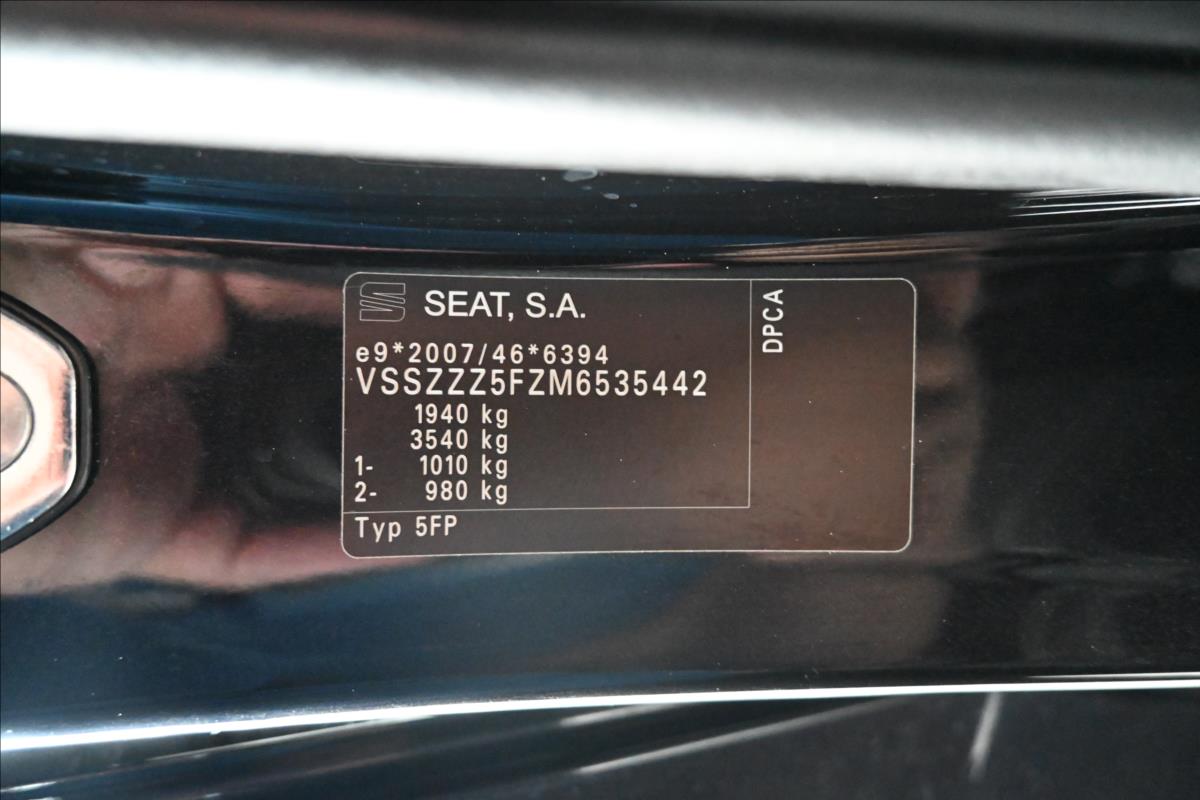 SEAT, S.A.
e9*2007/46*6394
VSSZZZ5FZM6535442
1940 kg
3540 kg
1- 1010 kg
2- 980 kg
Typ 5FP
DPCA